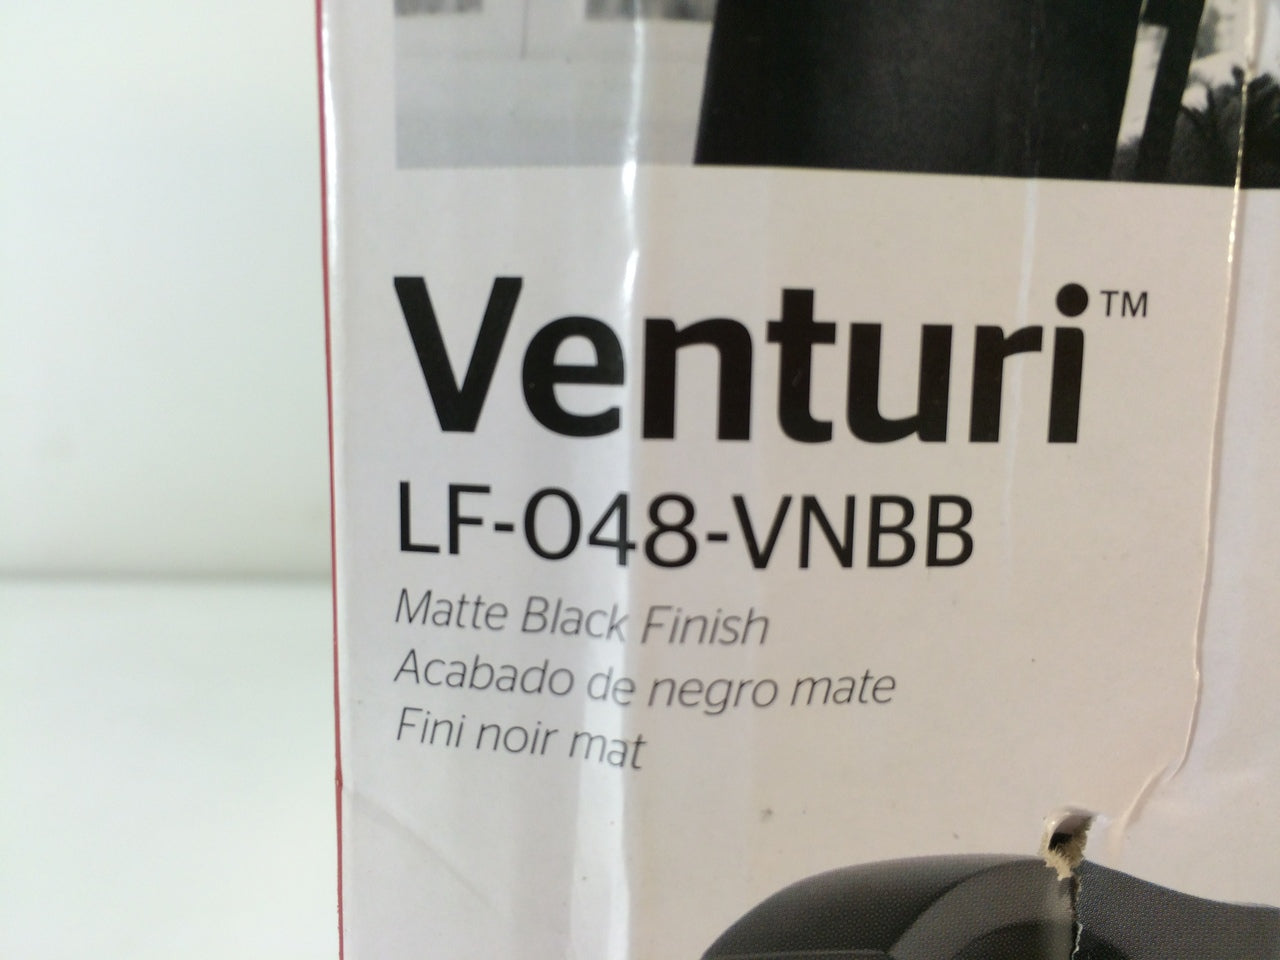 Venturi™
LF-048-VNBB
Matte Black Finish
Acabado de negro mate
Fini noir mat